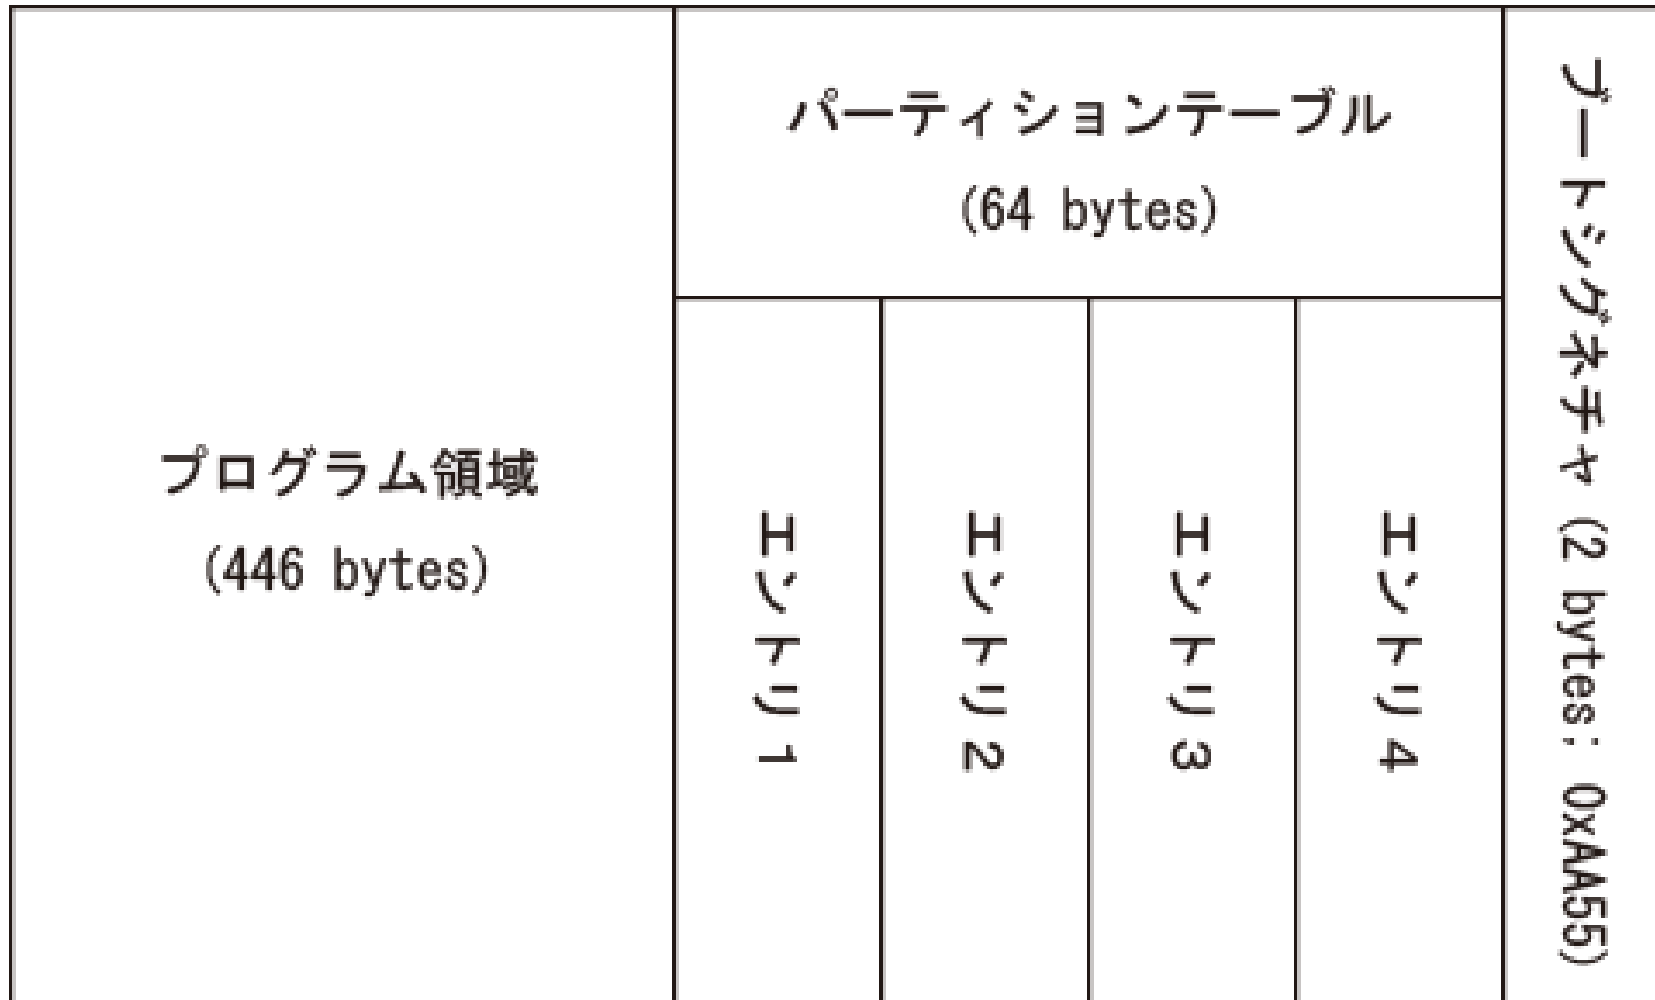 プログラム領域
(446 bytes)
パーティションテーブル
(64 bytes)
エントリ1
エントリ2
エントリ3
エントリ4
ブートシグネチャ (2 bytes: 0xAA55)